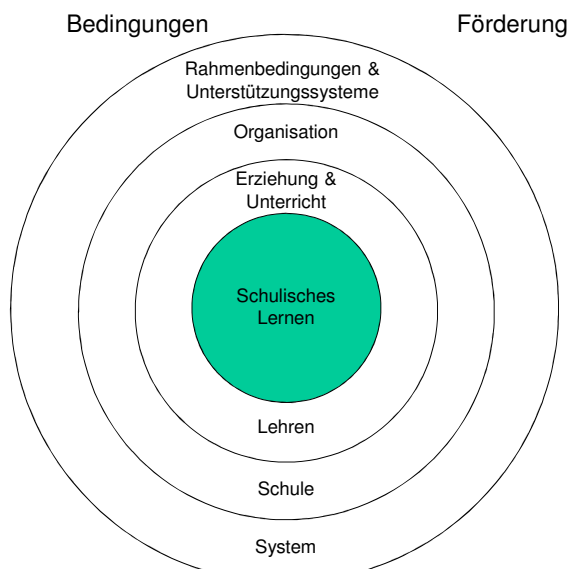 Bedingungen
Förderung
Rahmenbedingungen &
Unterstützungssysteme
Organisation
Erziehung &
Unterricht
Schulisches
Lernen
Lehren
Schule
System